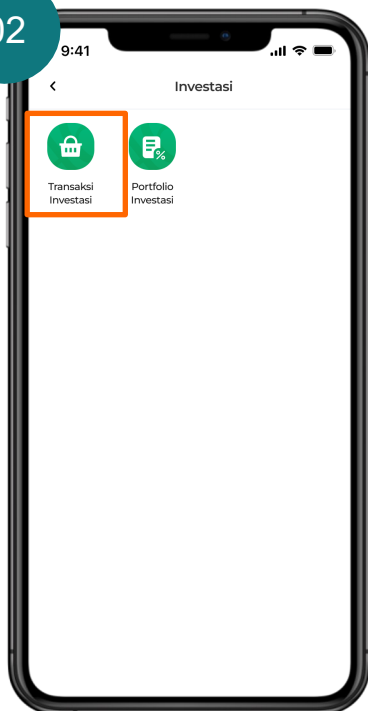 02
9:41
Investasi
Transaksi
Investasi
Portfolio
Investasi